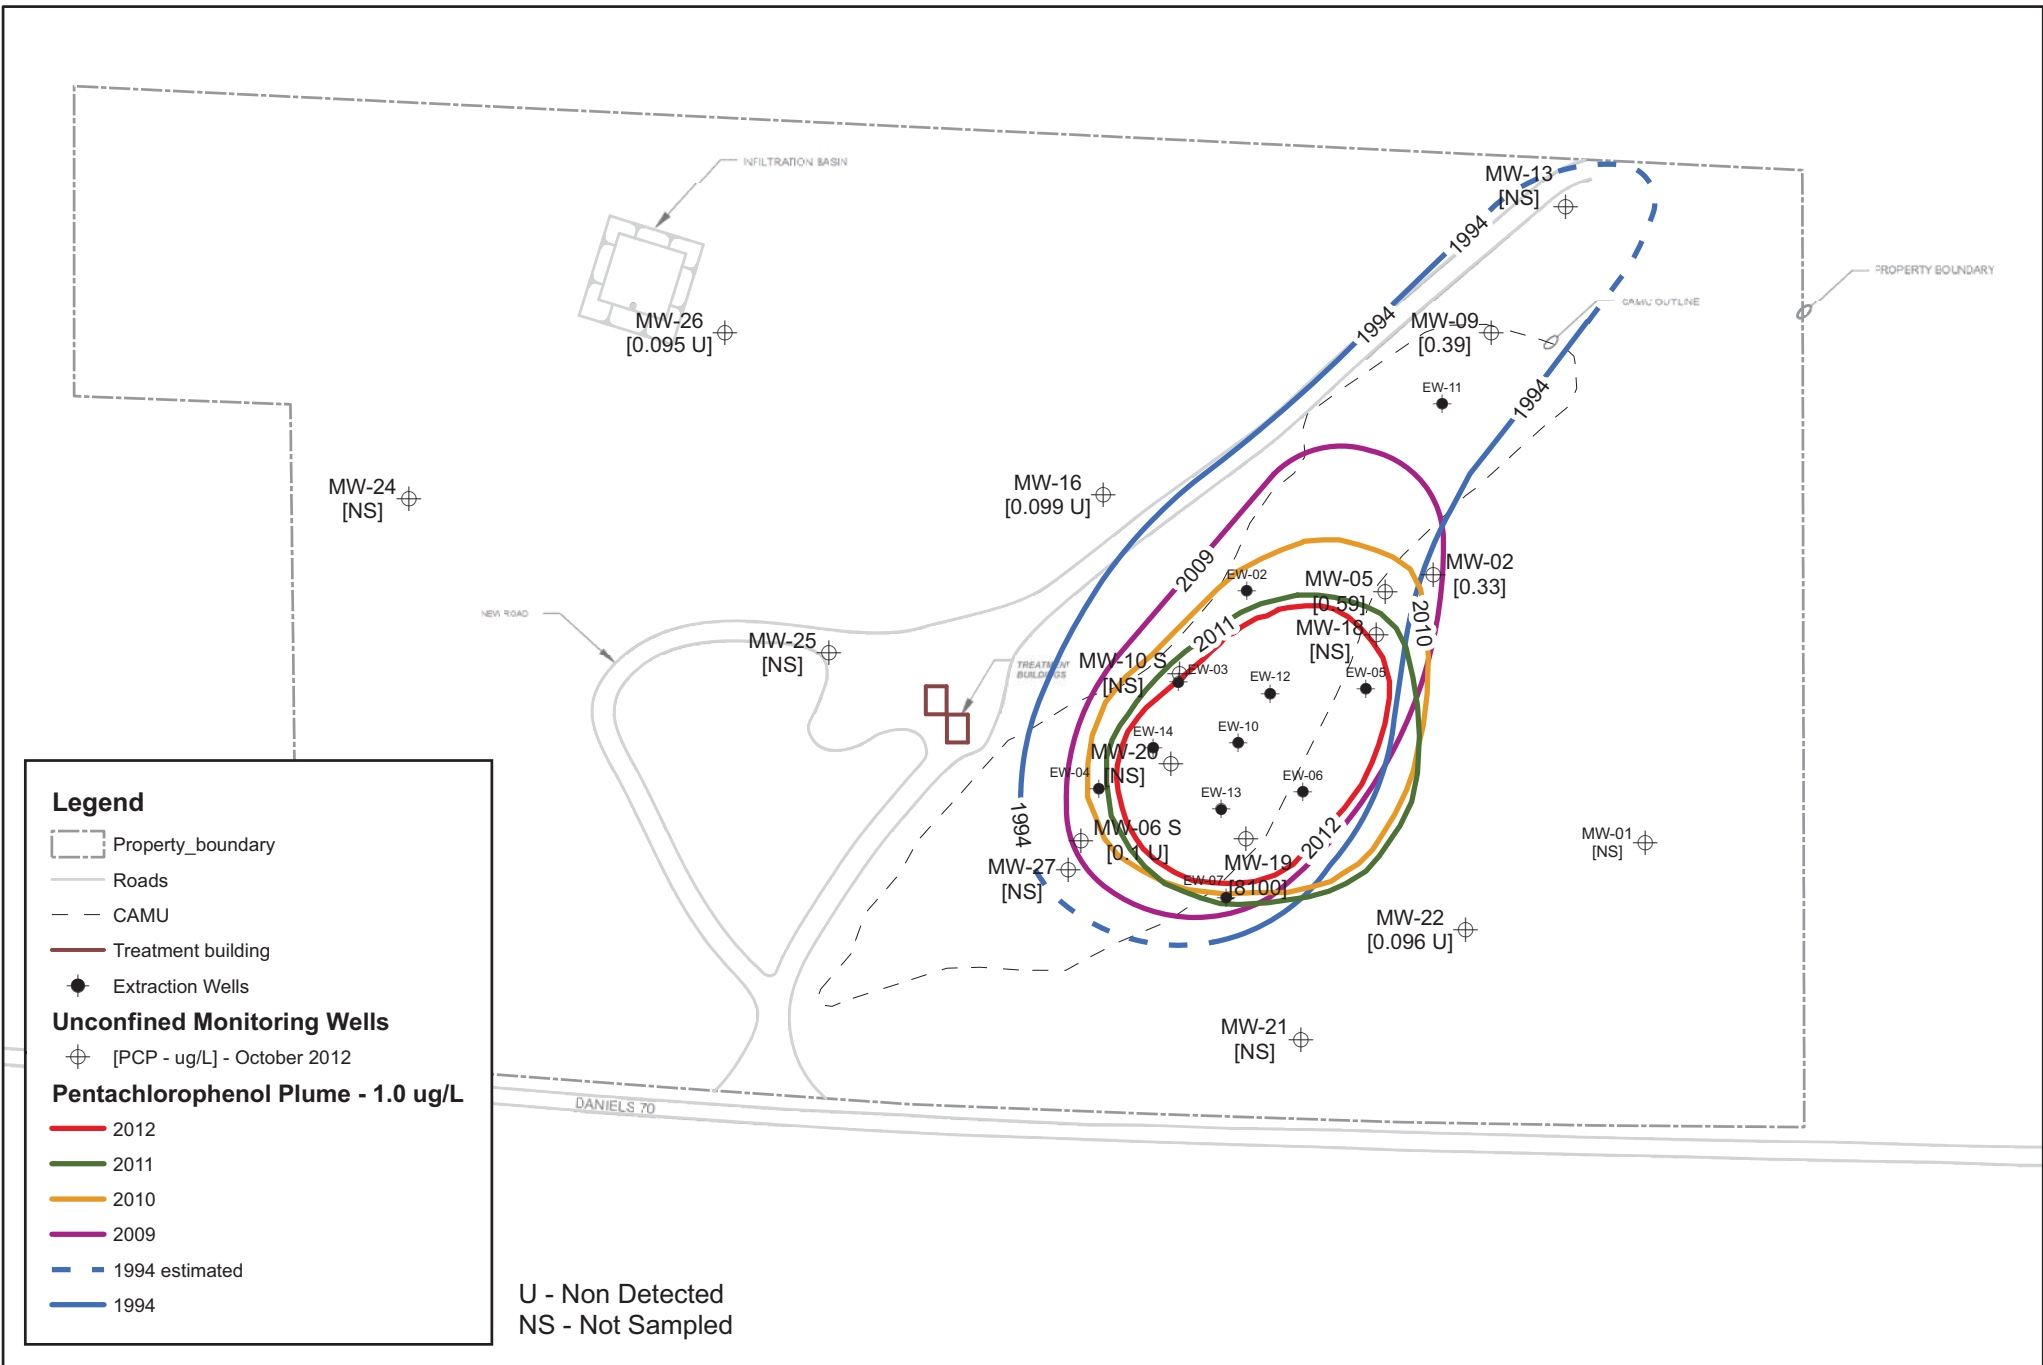 INFILTRATION BASIN
MW-13
[NS]
1994
PROPERTY BOUNDARY
CAMU OUTLINE
MW-26
[0.095 U]
1994
MW-09
[0.39]
EW-11
1994
MW-24
[NS]
MW-16
[0.099 U]
2009
EW-02
MW-05
[0.59]
MW-02
[0.33]
NEW ROAD
2010
2011
MW-18
[NS]
MW-25
[NS]
TREATMENT
BUILDINGS
MW-10 S
[NS]
EW-03
EW-12
EW-05
EW-14
EW-10
MW-20
[NS]
EW-04
EW-06
EW-13
1994
MW-06 S
[0.1 U]
2012
MW-01
[NS]
MW-27
[NS]
MW-19
[8100]
EW-07
MW-22
[0.096 U]
MW-21
[NS]
DANIELS 70
Legend
Property_boundary
Roads
CAMU
Treatment building
Extraction Wells
Unconfined Monitoring Wells
[PCP - ug/L] - October 2012
Pentachlorophenol Plume - 1.0 ug/L
2012
2011
2010
2009
1994 estimated
1994
U - Non Detected
NS - Not Sampled